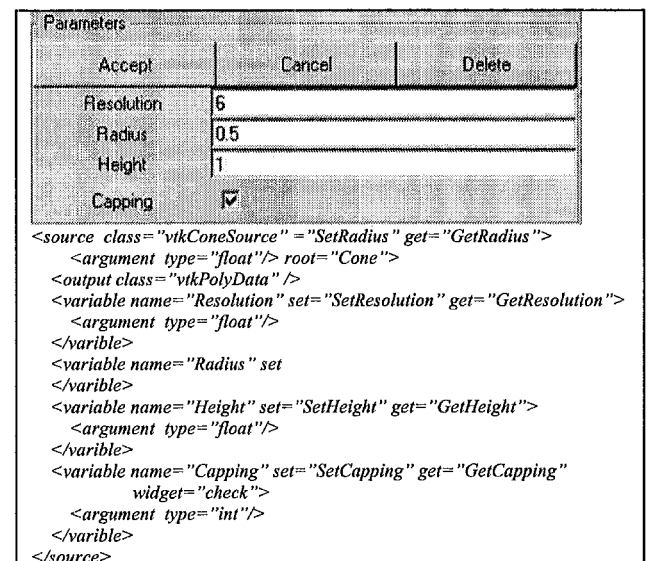 Parameters
Accept Cancel Delete
Resolution 6
Radius 0.5
Height 1
Capping
<source class="vtkConeSource" ="SetRadius" get="GetRadius">
<argument type="float"/> root="Cone">
<output class="vtkPolyData" />
<variable name="Resolution" set="SetResolution" get="GetResolution">
<argument type="float"/>
</varible>
<variable name="Radius" set
</varible>
<variable name="Height" set="SetHeight" get="GetHeight">
<argument type="float"/>
</varible>
<variable name="Capping" set="SetCapping" get="GetCapping"
widget="check">
<argument type="int"/>
</varible>
</source>